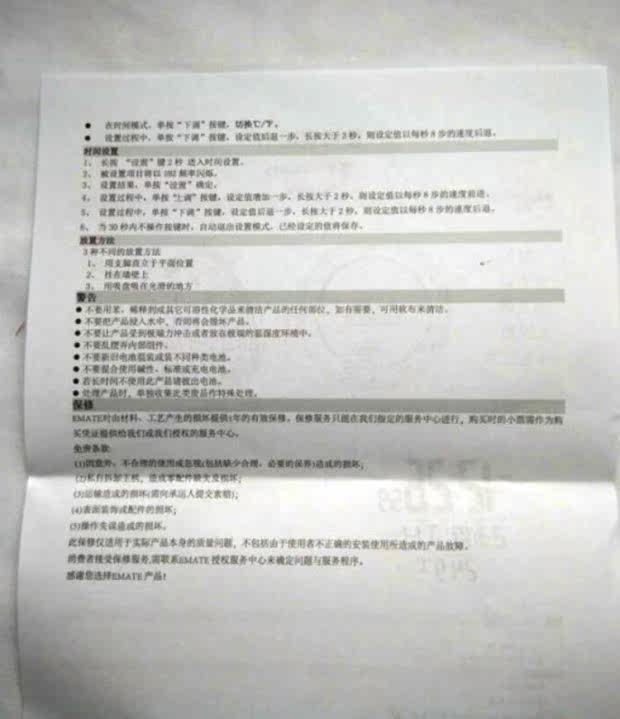 ● 在时间模式，单按“下调”按键，切换℃/℉。
● 设置过程中，单按“下调”按键，设定值后退一步，长按大于2秒，则设定值以每秒8步的速度后退。
时间设置
1、 长按 “设置”键2秒 进入时间设置。
2、 被设置项目将以1HZ频率闪烁。
3、 设置结果，单按“设置”确定。
4、 设置过程中，单按“上调”按键，设定值增加一步，长按大于2秒，则设定值以每秒8步的速度前进。
5、 设置过程中，单按“下调”按键，设定值后退一步，长按大于2秒，则设定值以每秒8步的速度后退。
6、 当30秒内不操作按键时，自动退出设置模式，已经设定的值将保存。
放置方法
3种不同的放置方法
1、 用支脚直立于平面位置
2、 挂在墙壁上
3、 用吸盘吸在光滑的地方
警告
● 不要用苯，稀释剂或其它可溶性化学品来清洁产品的任何部位，如有需要，可用软布来清洁。
● 不要把产品浸入水中，否则将会毁坏产品。
● 不要让产品受到极端力冲击或者放在极端的温湿度环境中。
● 不要乱摆弄内部组件。
● 不要新旧电池混装或装不同种类电池。
● 不要混合使用碱性、标准或充电电池。
● 若长时间不使用此产品请拔出电池。
● 处理产品时，单独收集此类废品作特殊处理。
保修
EMATE对由材料、工艺产生的损坏提供1年的有效保修。保修服务只能在我们指定的服务中心进行，购买时的小票需作为购
买凭证提供给我们或我们授权的服务中心。
免责条款:
(1)因意外、不合理的使用或忽视(包括缺少合理、必要的保养)造成的损坏;
(2)私自拆卸主机，造成零配件缺失及损坏;
(3)运输造成的损坏(需向承运人提交索赔);
(4)表面装饰或配件的损坏;
(5)操作失误造成的损坏。
此保修仅适用于实际产品本身的质量问题，不包括由于使用者不正确的安装使用所造成的产品故障。
消费者接受保修服务,需联系EMATE 授权服务中心来确定问题与服务程序。
感谢您选择EMATE 产品！